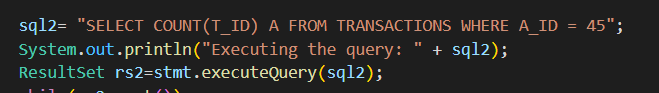 sql2= "SELECT COUNT(T_ID) A FROM TRANSACTIONS WHERE A_ID = 45";
System.out.println("Executing the query: " + sql2);
ResultSet rs2=stmt.executeQuery(sql2);